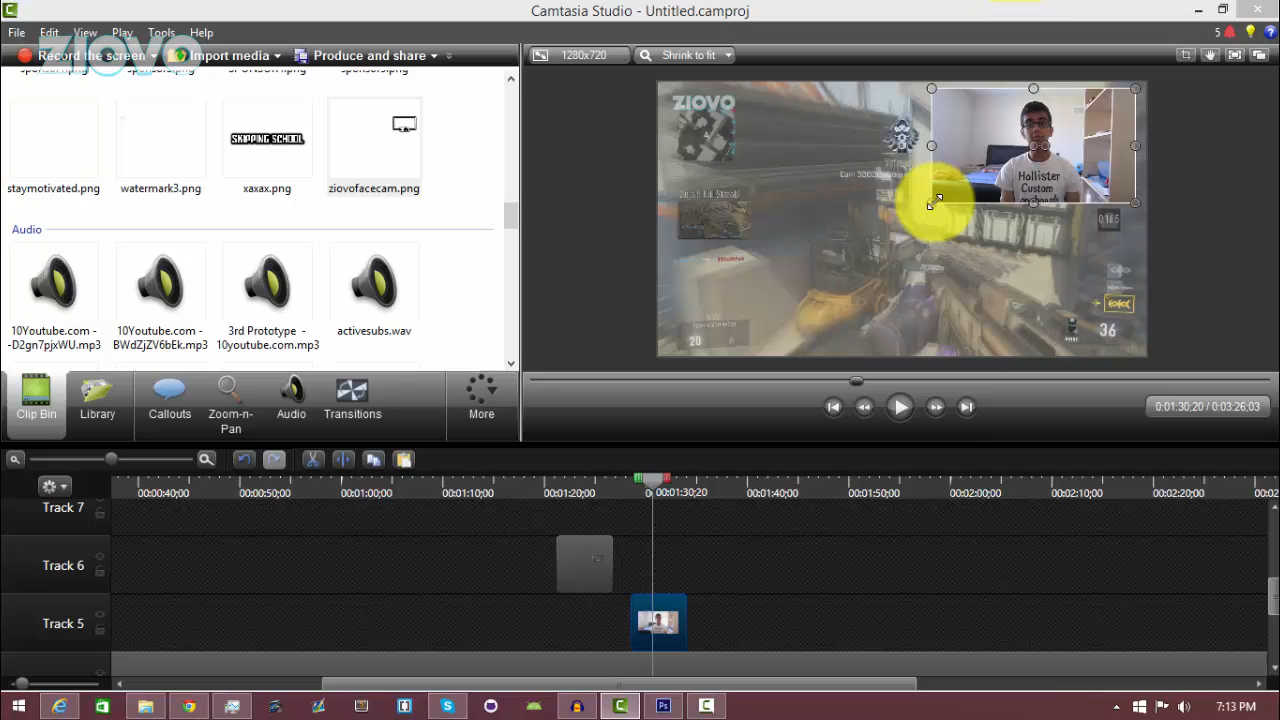 Camtasia Studio - Untitled.camproj
File Edit View Play Tools Help
5
ZIOVO
Record the screen Import media Produce and share
1280x720 Shrink to fit
staymotivated.png watermark3.png xaxax.png ziovofacecam.png
SKIPPING SCHOOL
Audio
10Youtube.com - 10Youtube.com - 3rd Prototype - activesubs.wav
-D2gn7pjxWU.mp3 BWdZjZV6bEk.mp3 10youtube.com.mp3
ZIOVO
Hollister
Custom
36
20
Clip Bin Library Callouts Zoom-n-Pan Audio Transitions More
0:01:30;20 / 0:03:26;03
00:00:40;00 00:00:50;00 00:01:00;00 00:01:10;00 00:01:20;00 00:01:30;20 00:01:40;00 00:01:50;00 00:02:00;00 00:02:10;00 00:02:20;00
Track 7
Track 6
Track 5
7:13 PM